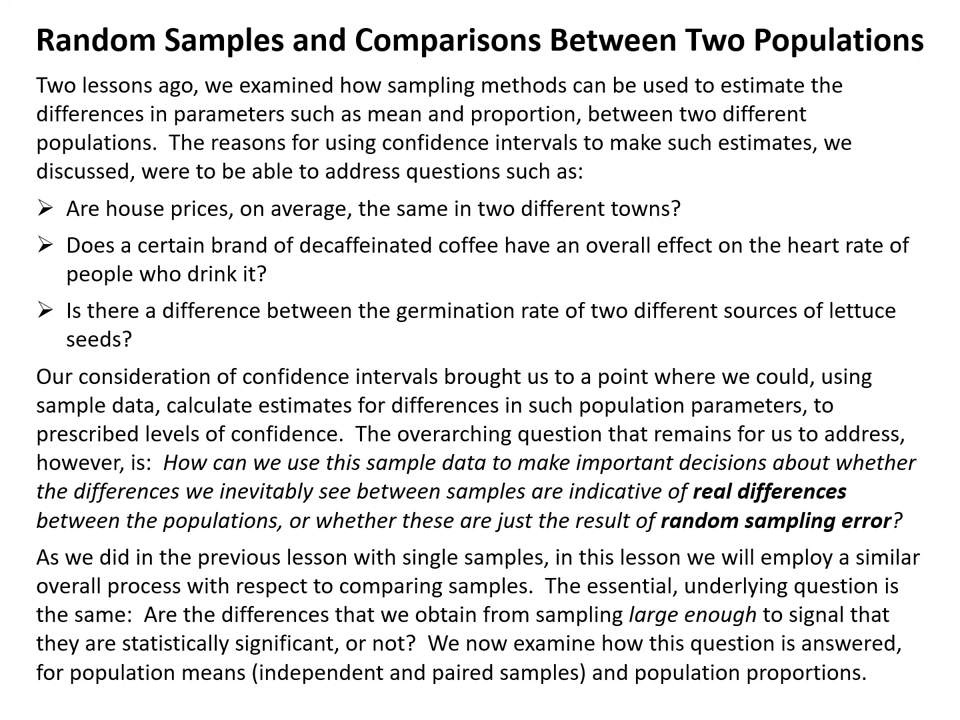 Random Samples and Comparisons Between Two Populations
Two lessons ago, we examined how sampling methods can be used to estimate the
differences in parameters such as mean and proportion, between two different
populations.  The reasons for using confidence intervals to make such estimates, we
discussed, were to be able to address questions such as:
➢ Are house prices, on average, the same in two different towns?
➢ Does a certain brand of decaffeinated coffee have an overall effect on the heart rate of
people who drink it?
➢ Is there a difference between the germination rate of two different sources of lettuce
seeds?
Our consideration of confidence intervals brought us to a point where we could, using
sample data, calculate estimates for differences in such population parameters, to
prescribed levels of confidence.  The overarching question that remains for us to address,
however, is:  How can we use this sample data to make important decisions about whether
the differences we inevitably see between samples are indicative of real differences
between the populations, or whether these are just the result of random sampling error?
As we did in the previous lesson with single samples, in this lesson we will employ a similar
overall process with respect to comparing samples.  The essential, underlying question is
the same:  Are the differences that we obtain from sampling large enough to signal that
they are statistically significant, or not?  We now examine how this question is answered,
for population means (independent and paired samples) and population proportions.